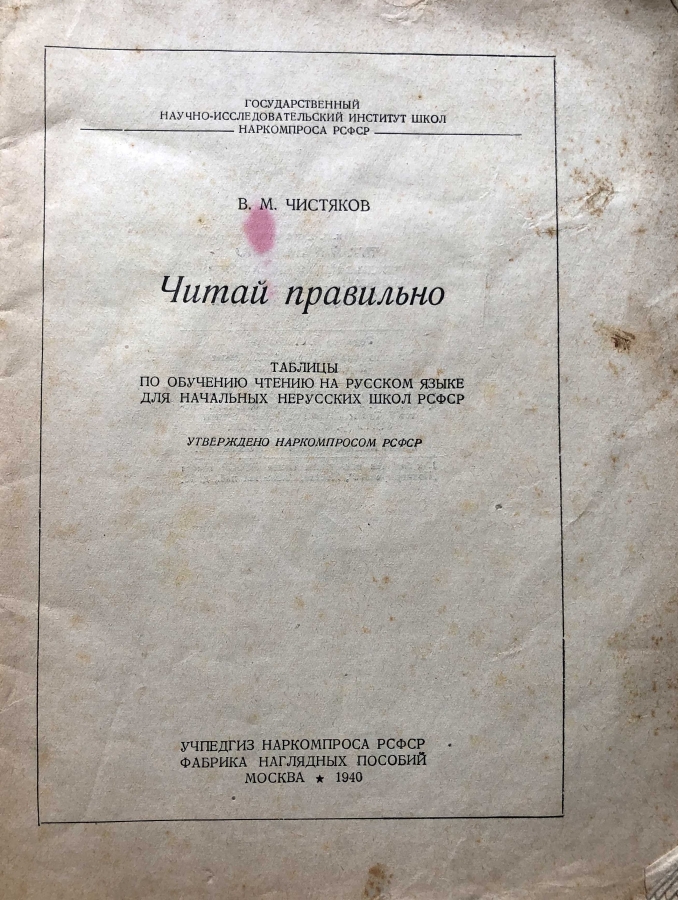 ГОСУДАРСТВЕННЫЙ
НАУЧНО-ИССЛЕДОВАТЕЛЬСКИЙ ИНСТИТУТ ШКОЛ
НАРКОМПРОСА РСФСР
В. М. ЧИСТЯКОВ
Читай правильно
ТАБЛИЦЫ
ПО ОБУЧЕНИЮ ЧТЕНИЮ НА РУССКОМ ЯЗЫКЕ
ДЛЯ НАЧАЛЬНЫХ НЕРУССКИХ ШКОЛ РСФСР
УТВЕРЖДЕНО НАРКОМПРОСОМ РСФСР
УЧПЕДГИЗ НАРКОМПРОСА РСФСР
ФАБРИКА НАГЛЯДНЫХ ПОСОБИЙ
МОСКВА ★ 1940